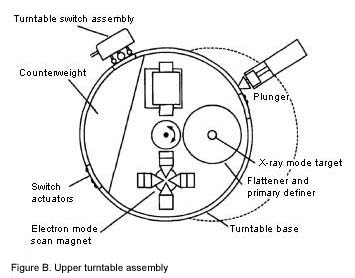 Turntable switch assembly
Counterweight
Plunger
X-ray mode target
Flattener and
primary definer
Switch
actuators
Turntable base
Electron mode
scan magnet
Figure B. Upper turntable assembly